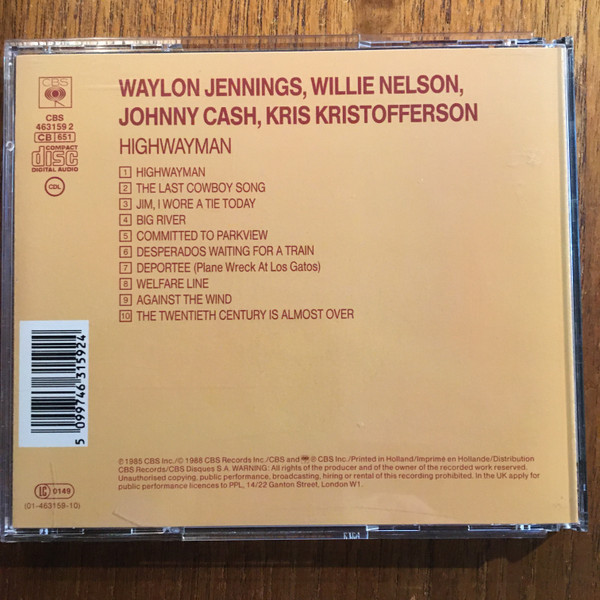 CBS
CBS
463159 2
CB 651
COMPACT
disc
DIGITAL AUDIO
CDL
WAYLON JENNINGS, WILLIE NELSON,
JOHNNY CASH, KRIS KRISTOFFERSON
HIGHWAYMAN
1 HIGHWAYMAN
2 THE LAST COWBOY SONG
3 JIM, I WORE A TIE TODAY
4 BIG RIVER
5 COMMITTED TO PARKVIEW
6 DESPERADOS WAITING FOR A TRAIN
7 DEPORTEE (Plane Wreck At Los Gatos)
8 WELFARE LINE
9 AGAINST THE WIND
10 THE TWENTIETH CENTURY IS ALMOST OVER
5 099746 315924
℗ 1985 CBS Inc./© 1988 CBS Records Inc./CBS and ℗ CBS Inc./Printed in Holland/Imprimé en Hollande/Distribution
CBS Records/CBS Disques S.A. WARNING: All rights of the producer and of the owner of the recorded work reserved.
Unauthorised copying, public performance, broadcasting, hiring or rental of this recording prohibited. In the UK apply for
public performance licences to PPL, 14/22 Ganton Street, London W1.
LC 0149
(01-463159-10)